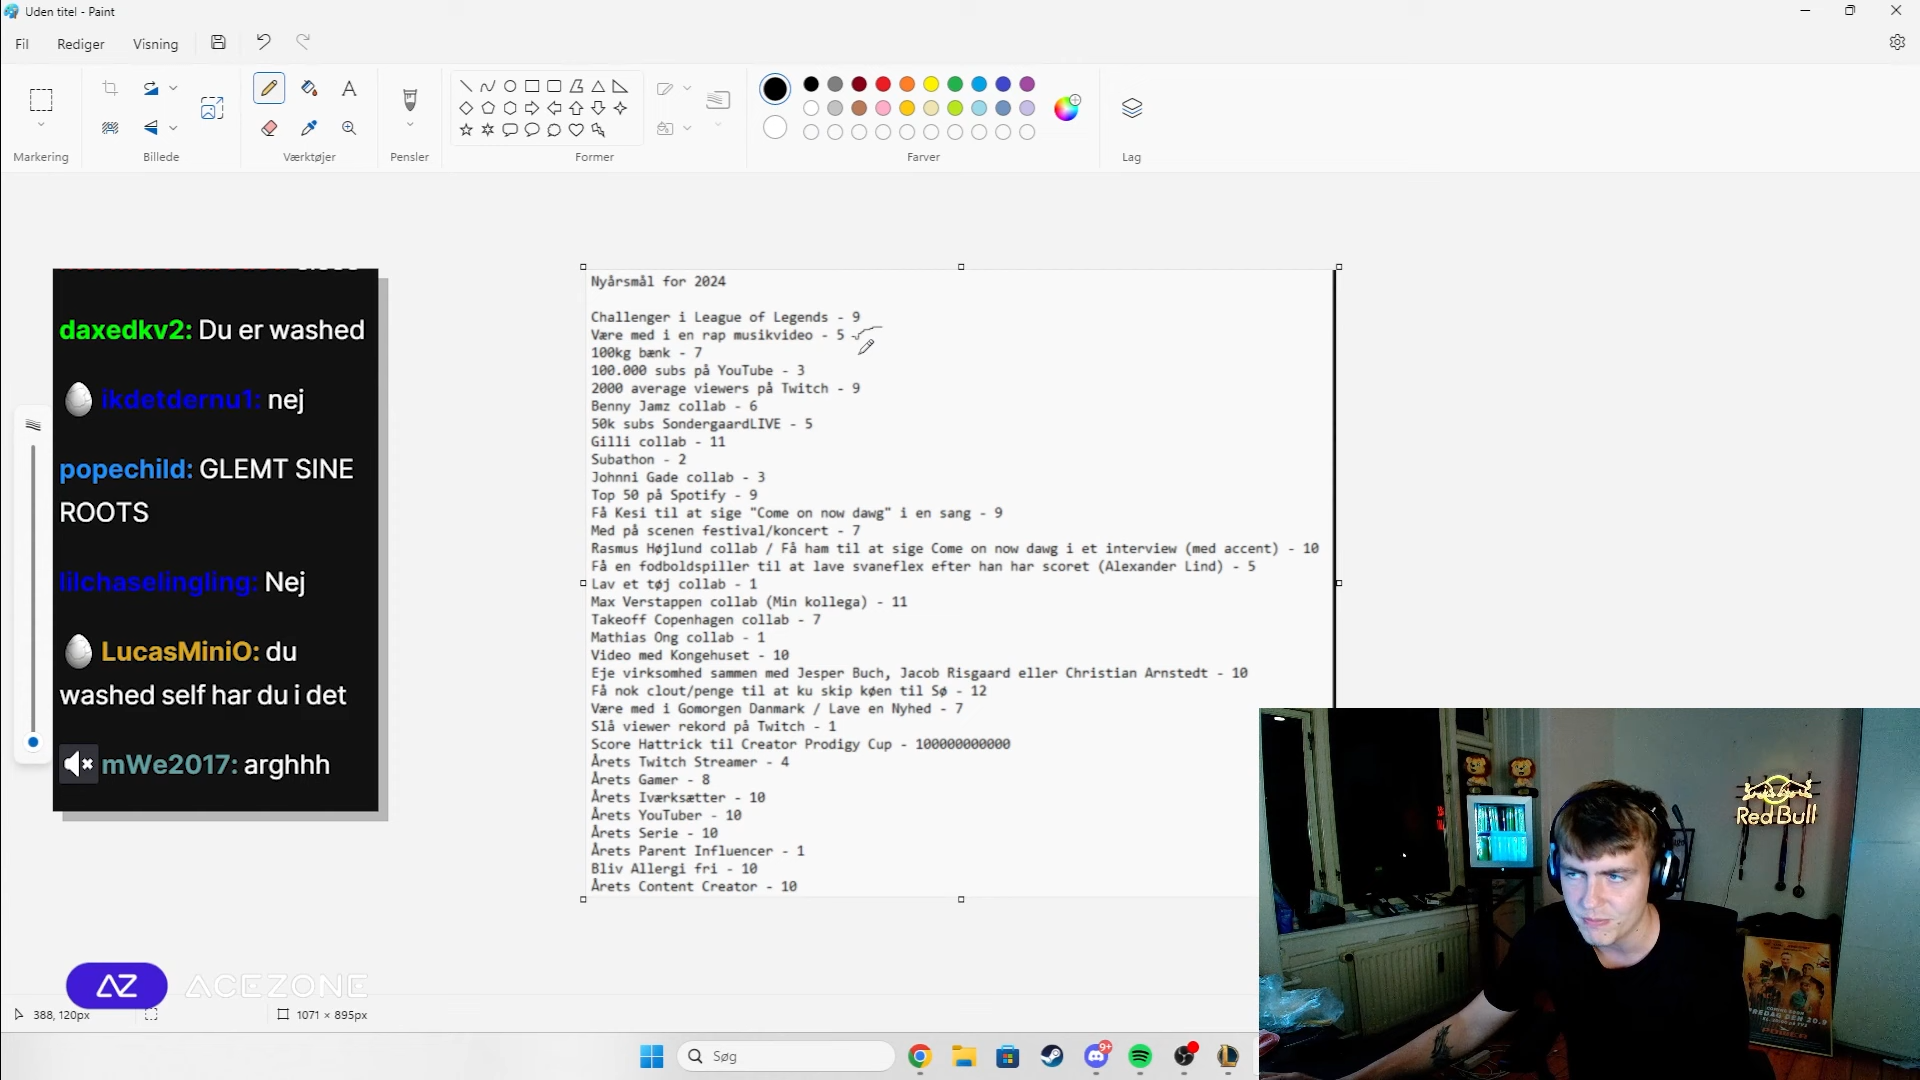 Uden titel - Paint
Fil
Rediger
Visning
Markering
Billede
Værktøjer
Pensler
Former
Farver
Lag
daxedkv2: Du er washed
ikdetdernu1: nej
popechild: GLEMT SINE
ROOTS
lilchaselingling: Nej
LucasMiniO: du
washed self har du i det
mWe2017: arghhh
Nyårsmål for 2024
Challenger i League of Legends - 9
Være med i en rap musikvideo - 5
100kg bænk - 7
100.000 subs på YouTube - 3
2000 average viewers på Twitch - 9
Benny Jamz collab - 6
50k subs SondergaardLIVE - 5
Gilli collab - 11
Subathon - 2
Johnni Gade collab - 3
Top 50 på Spotify - 9
Få Kesi til at sige "Come on now dawg" i en sang - 9
Med på scenen festival/koncert - 7
Rasmus Højlund collab / Få ham til at sige Come on now dawg i et interview (med accent) - 10
Få en fodboldspiller til at lave svaneflex efter han har scoret (Alexander Lind) - 5
Lav et tøj collab - 1
Max Verstappen collab (Min kollega) - 11
Takeoff Copenhagen collab - 7
Mathias Ong collab - 1
Video med Kongehuset - 10
Eje virksomhed sammen med Jesper Buch, Jacob Risgaard eller Christian Arnstedt - 10
Få nok clout/penge til at ku skip køen til Sø - 12
Være med i Gomorgen Danmark / Lave en Nyhed - 7
Slå viewer rekord på Twitch - 1
Score Hattrick til Creator Prodigy Cup - 100000000000
Årets Twitch Streamer - 4
Årets Gamer - 8
Årets Iværksætter - 10
Årets YouTuber - 10
Årets Serie - 10
Årets Parent Influencer - 1
Bliv Allergi fri - 10
Årets Content Creator - 10
Red Bull
FREDAG DEN 20.9
AZ ACEZONE
388, 120px
1071 × 895px
Søg
9+